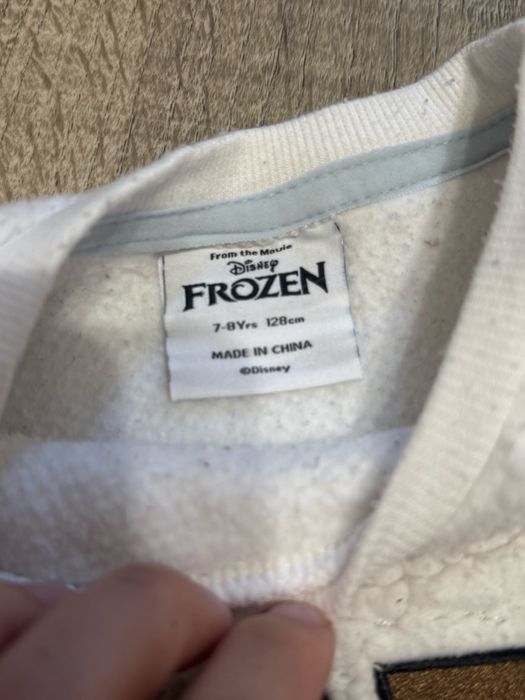 From the Movie
Disney
FROZEN
7-8Yrs 128cm
MADE IN CHINA
©Disney